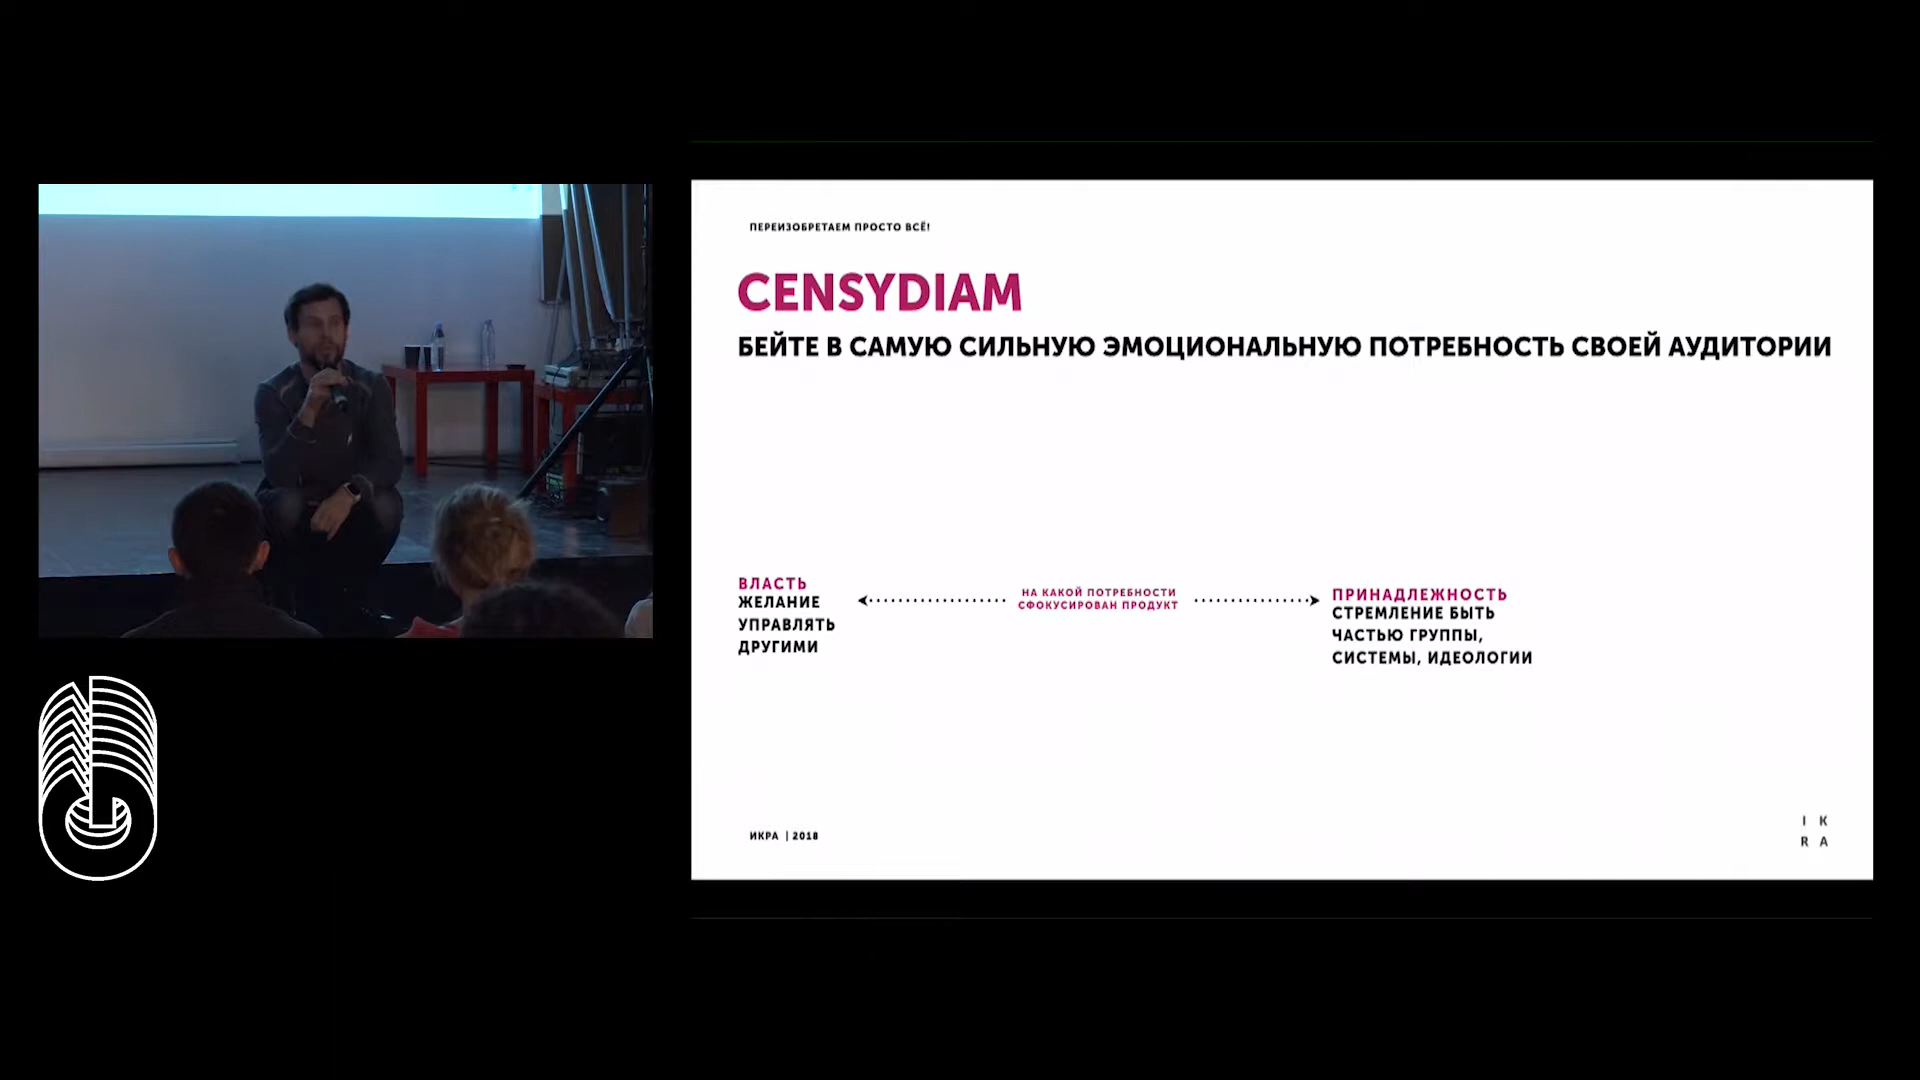 ПЕРЕИЗОБРЕТАЕМ ПРОСТО ВСЁ!
CENSYDIAM
БЕЙТЕ В САМУЮ СИЛЬНУЮ ЭМОЦИОНАЛЬНУЮ ПОТРЕБНОСТЬ СВОЕЙ АУДИТОРИИ
ВЛАСТЬ
ЖЕЛАНИЕ
УПРАВЛЯТЬ
ДРУГИМИ
НА КАКОЙ ПОТРЕБНОСТИ
СФОКУСИРОВАН ПРОДУКТ
ПРИНАДЛЕЖНОСТЬ
СТРЕМЛЕНИЕ БЫТЬ
ЧАСТЬЮ ГРУППЫ,
СИСТЕМЫ, ИДЕОЛОГИИ
ИКРА | 2018
I K
R A